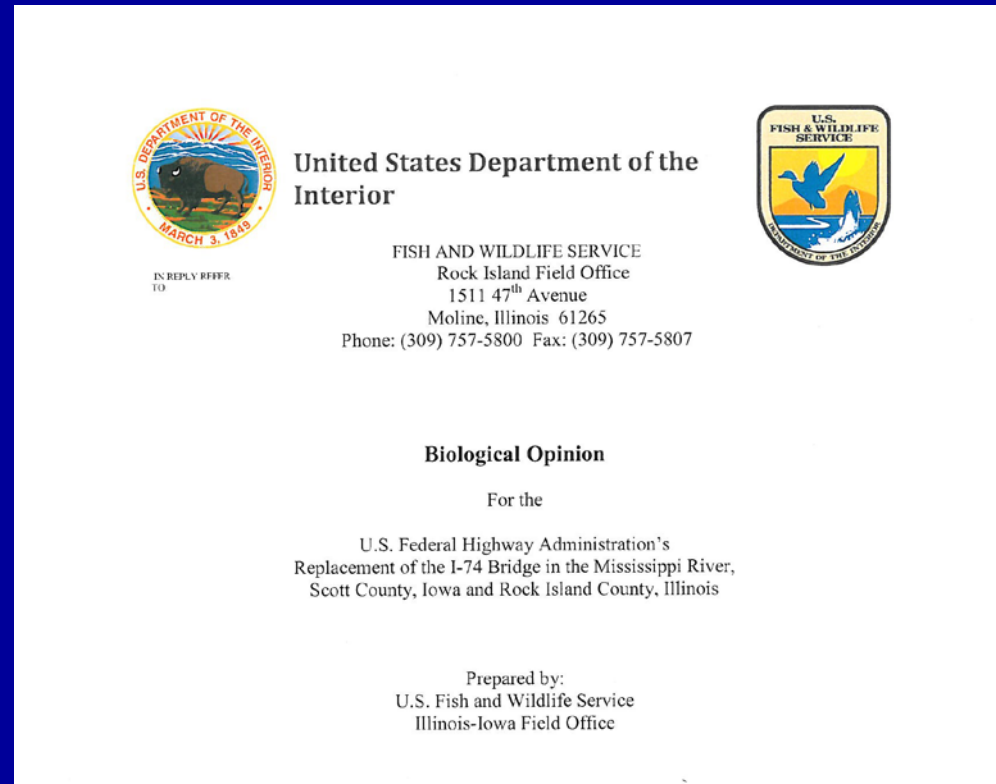 U.S. DEPARTMENT OF THE INTERIOR
MARCH 3, 1849
U.S.
FISH & WILDLIFE
SERVICE
DEPARTMENT OF THE INTERIOR
United States Department of the
Interior
IN REPLY REFER
TO
FISH AND WILDLIFE SERVICE
Rock Island Field Office
1511 47th Avenue
Moline, Illinois 61265
Phone: (309) 757-5800 Fax: (309) 757-5807
Biological Opinion
For the
U.S. Federal Highway Administration's
Replacement of the I-74 Bridge in the Mississippi River,
Scott County, Iowa and Rock Island County, Illinois
Prepared by:
U.S. Fish and Wildlife Service
Illinois-Iowa Field Office